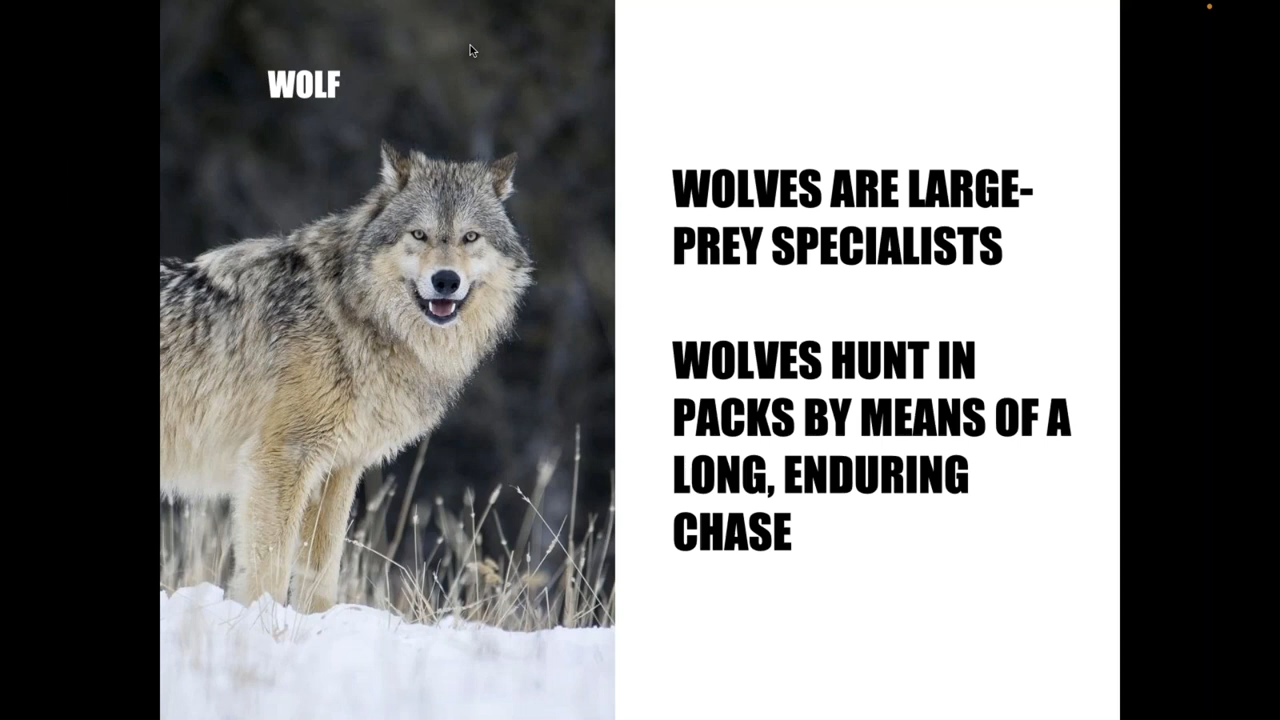 WOLF
WOLVES ARE LARGE-
PREY SPECIALISTS
WOLVES HUNT IN
PACKS BY MEANS OF A
LONG, ENDURING
CHASE